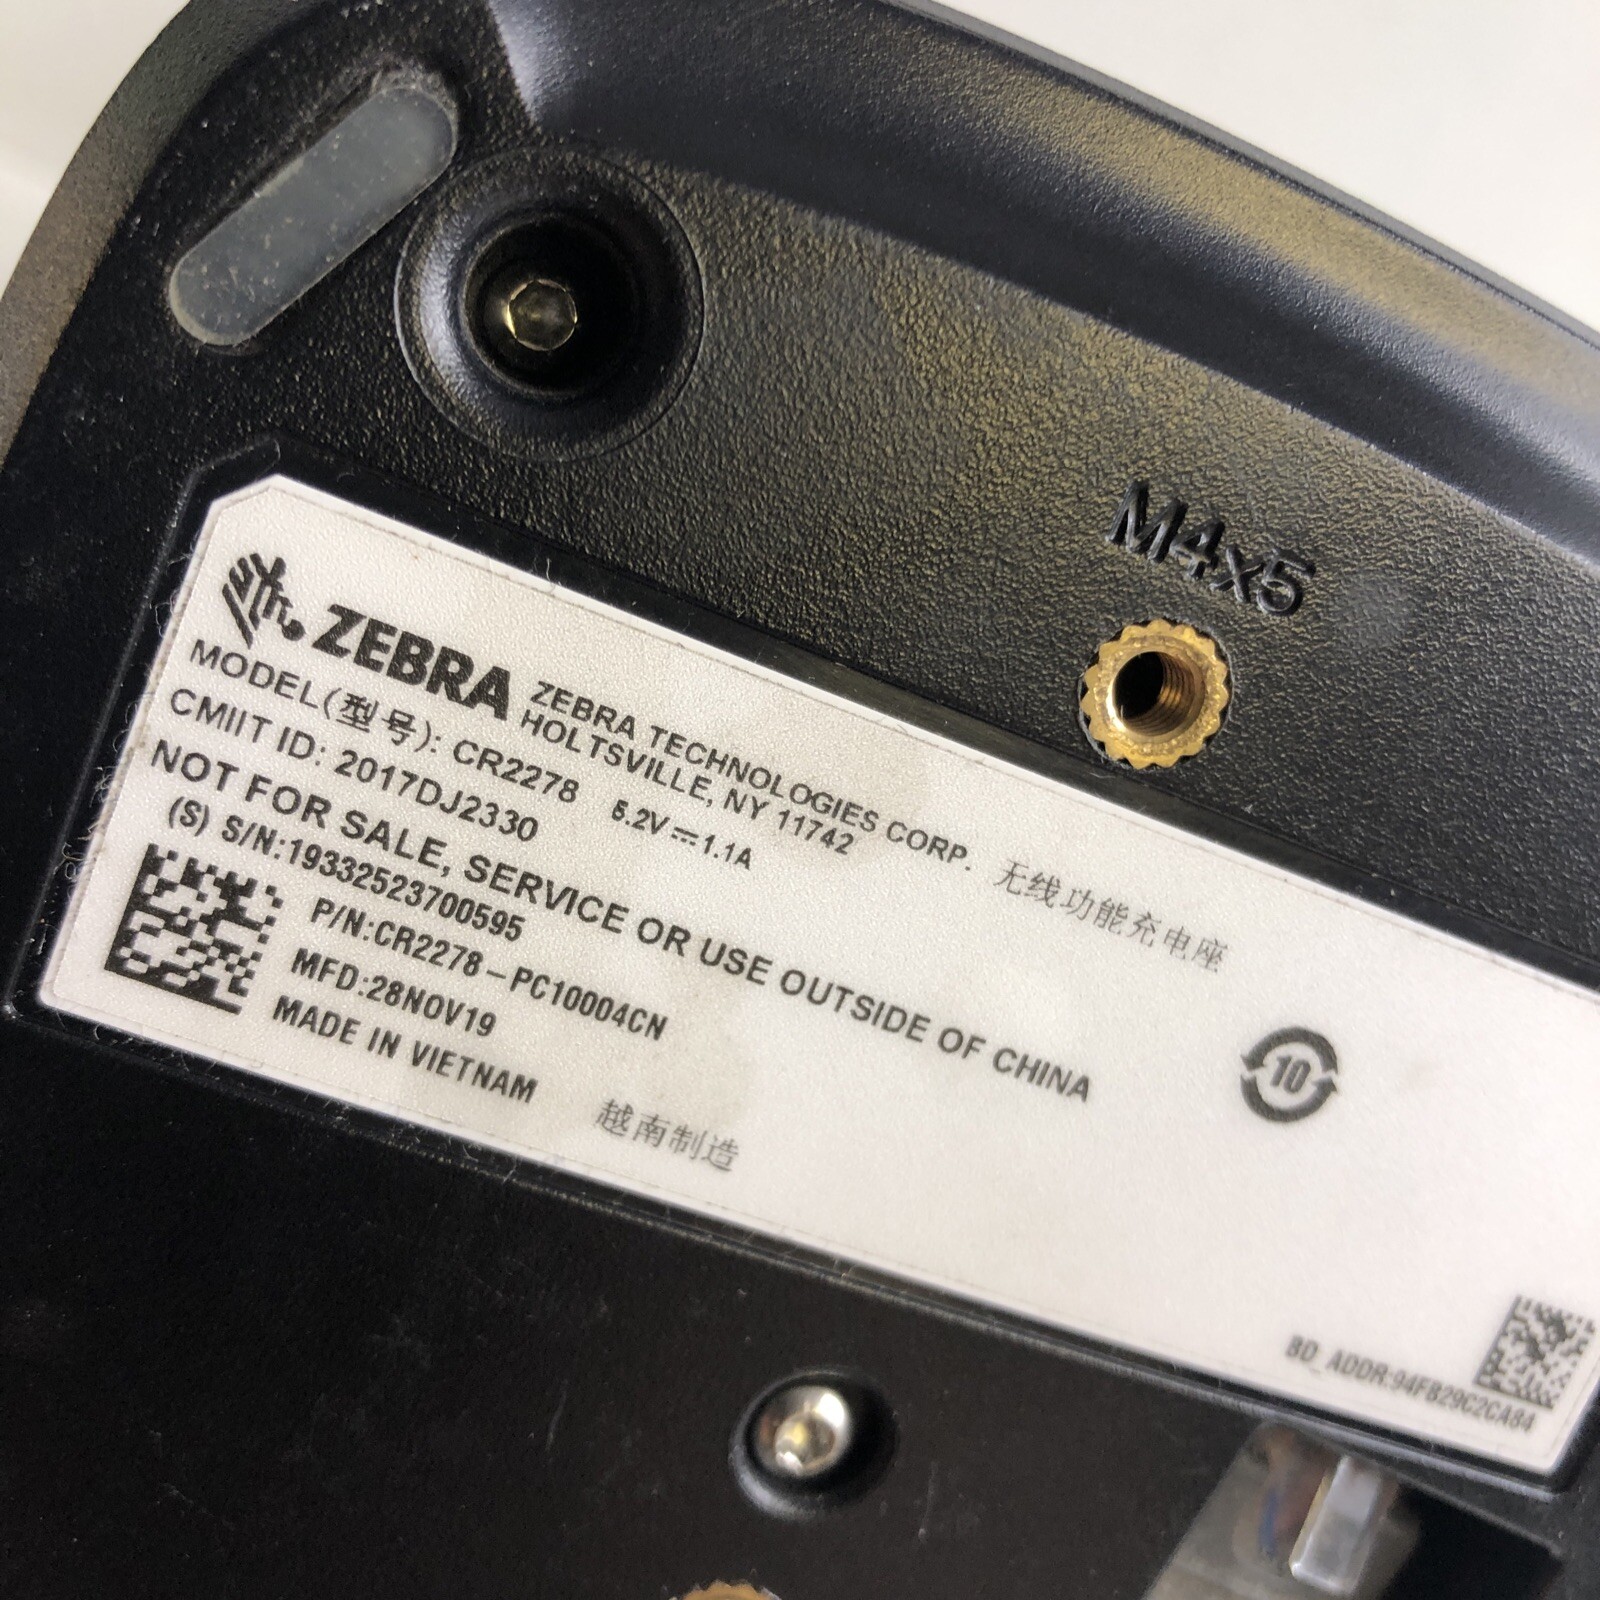 M4x5
ZEBRA
ZEBRA TECHNOLOGIES CORP. 无线功能充电座
HOLTSVILLE, NY 11742
MODEL(型号): CR2278 5.2V⎓1.1A
CMIIT ID: 2017DJ2330
NOT FOR SALE, SERVICE OR USE OUTSIDE OF CHINA
(S) S/N:19332523700595
P/N:CR2278-PC10004CN
MFD:28NOV19
MADE IN VIETNAM 越南制造
10
BD_ADDR:94FB29C2CA84